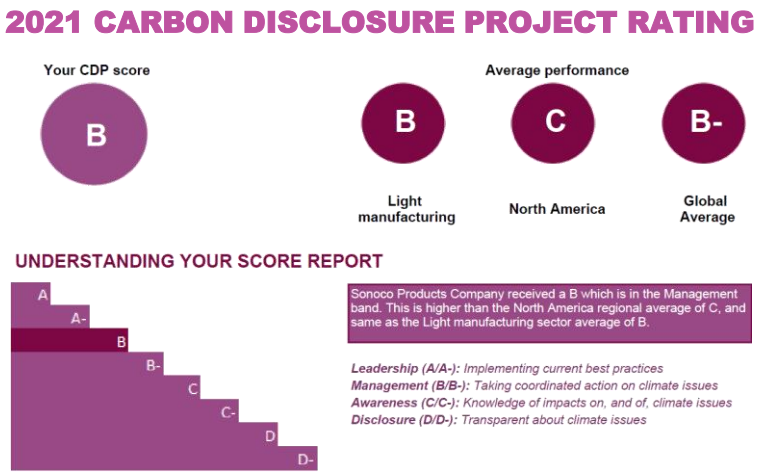 2021 CARBON DISCLOSURE PROJECT RATING
Your CDP score
Average performance
B
B
C
B-
Light
manufacturing
North America
Global
Average
UNDERSTANDING YOUR SCORE REPORT
A
A-
B
B-
C
C-
D
D-
Sonoco Products Company received a B which is in the Management
band. This is higher than the North America regional average of C, and
same as the Light manufacturing sector average of B.
Leadership (A/A-): Implementing current best practices
Management (B/B-): Taking coordinated action on climate issues
Awareness (C/C-): Knowledge of impacts on, and of, climate issues
Disclosure (D/D-): Transparent about climate issues